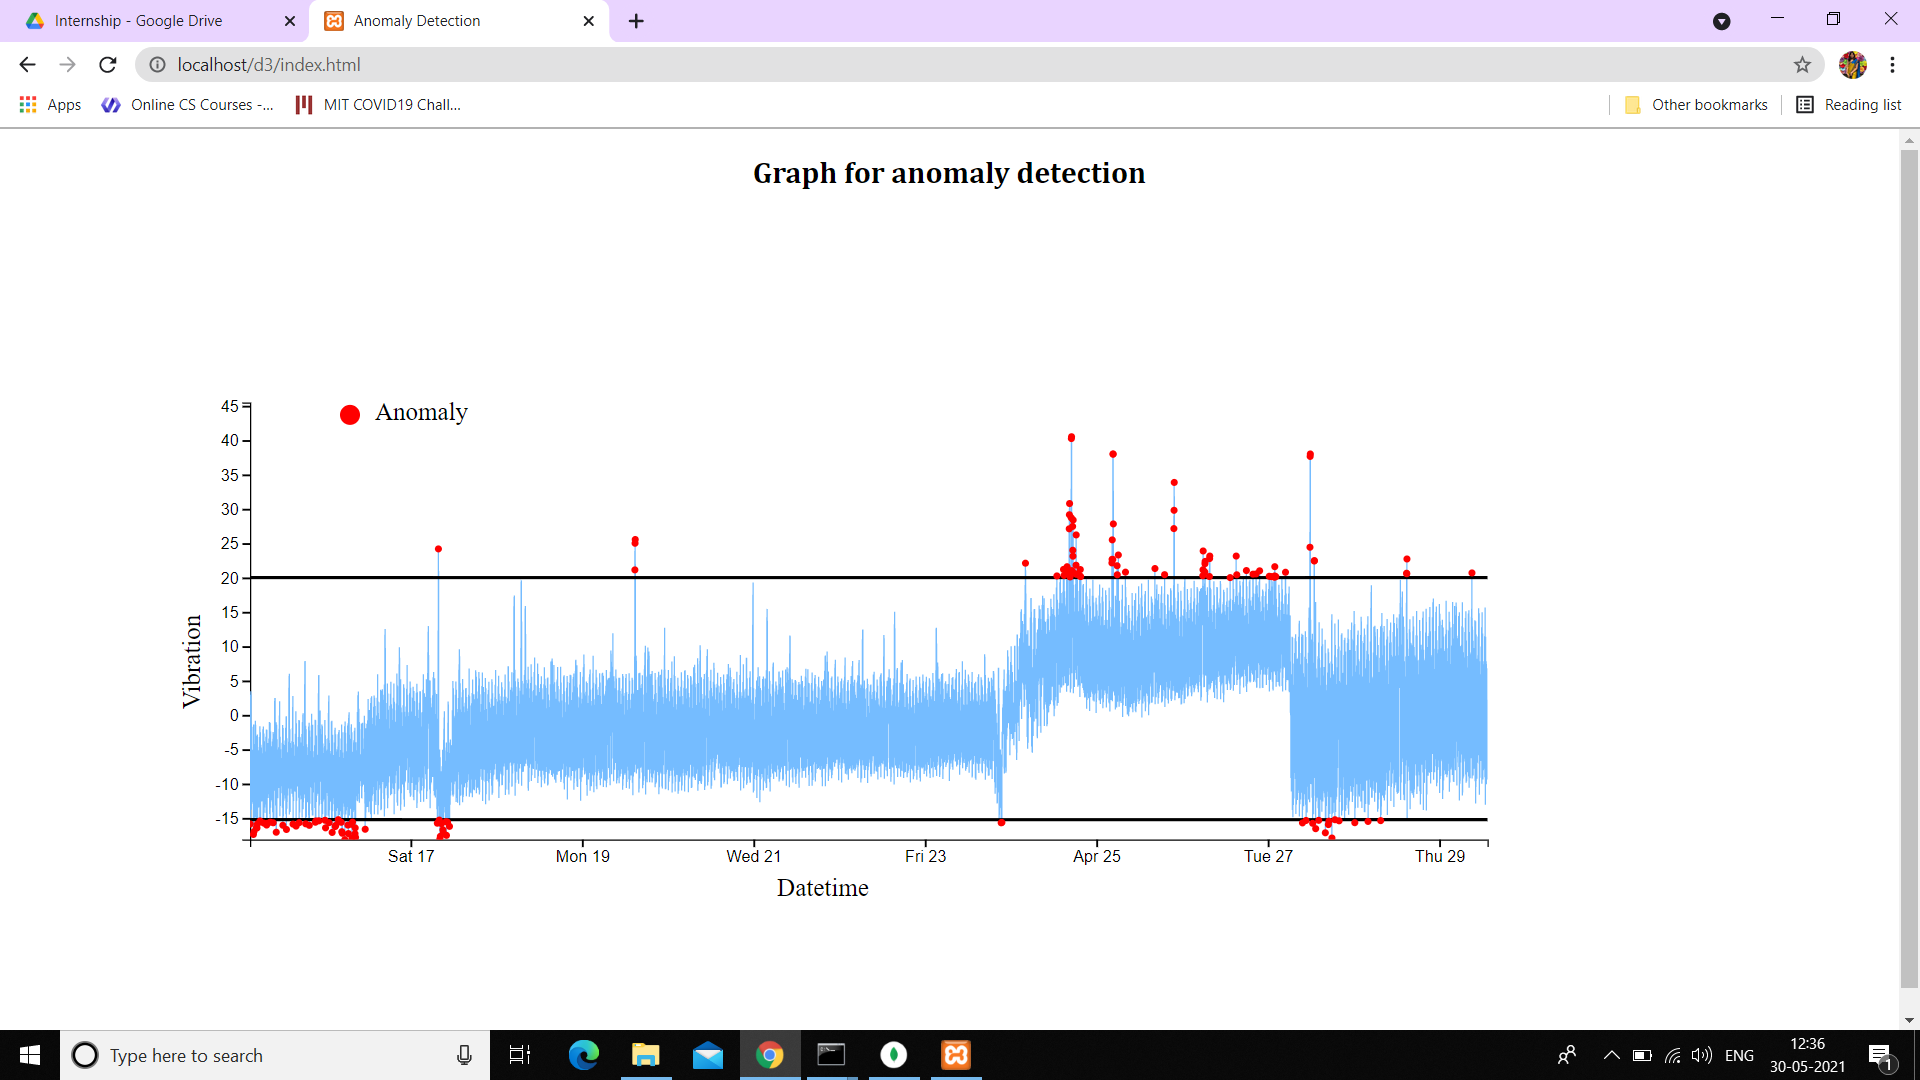 Internship - Google Drive
Anomaly Detection
localhost/d3/index.html
Apps
Online CS Courses -...
MIT COVID19 Chall...
Other bookmarks
Reading list
Graph for anomaly detection
Anomaly
45
40
35
30
25
20
15
10
5
0
-5
-10
-15
Vibration
Sat 17
Mon 19
Wed 21
Fri 23
Apr 25
Tue 27
Thu 29
Datetime
Type here to search
ENG
12:36
30-05-2021
1